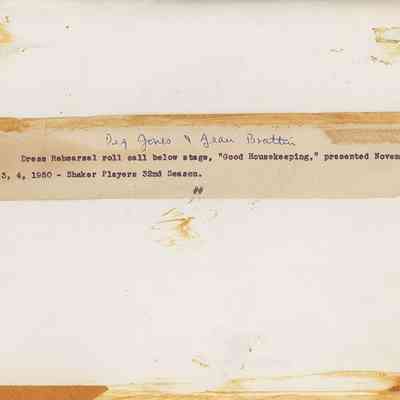 Peg Jones & Jean Brattin
Dress Rehearsal roll call below stage, "Good Housekeeping," presented Novem
3, 4, 1950 - Shaker Players 32nd Season.
##